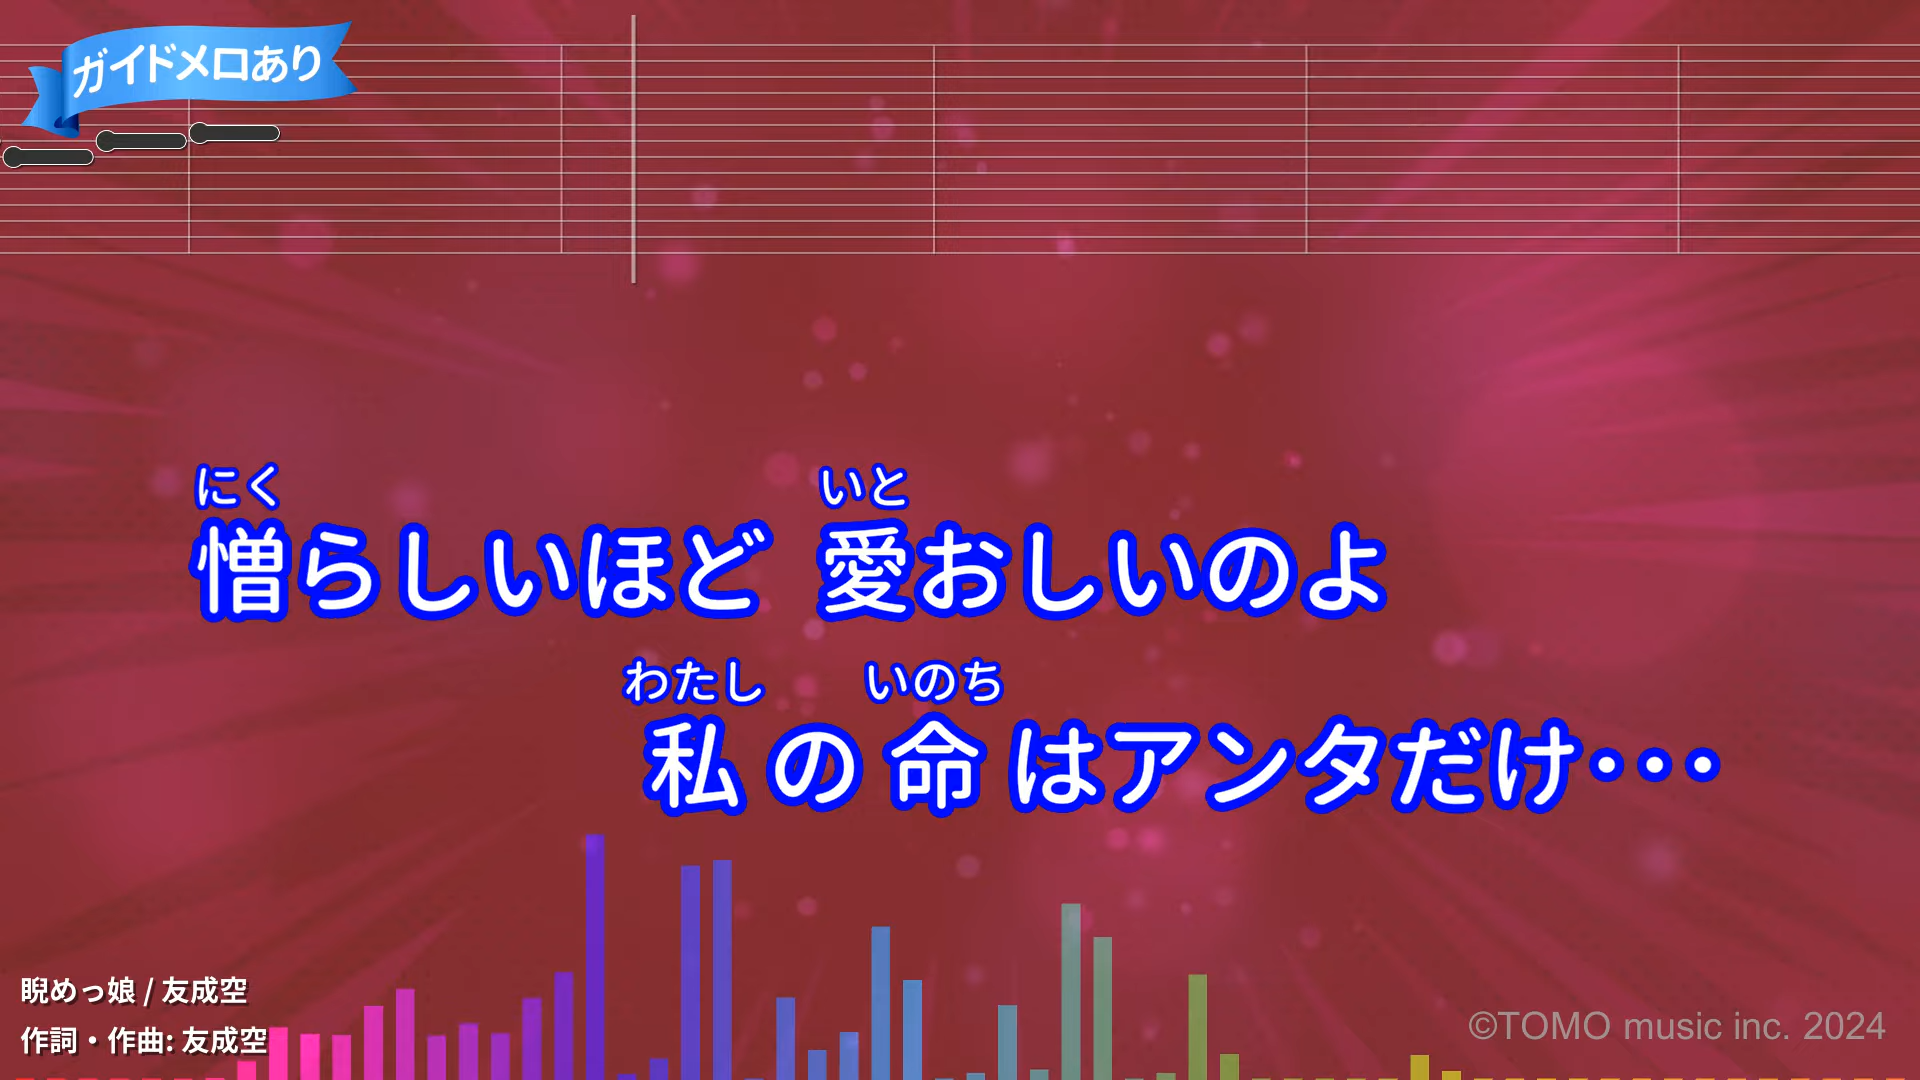 ガイドメロあり
にく いと
憎らしいほど 愛おしいのよ
わたし いのち
私の命はアンタだけ・・・
睨めっ娘 / 友成空
作詞・作曲: 友成空
©TOMO music inc. 2024